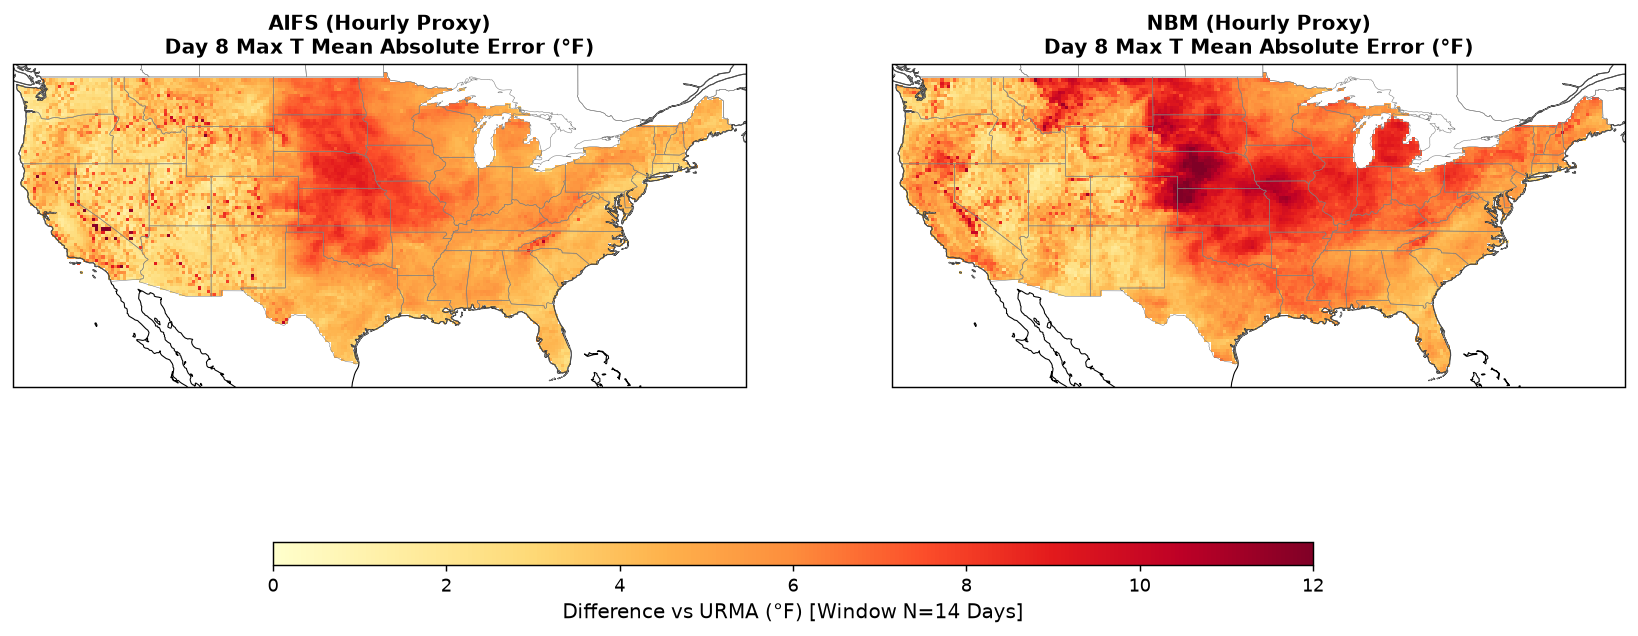 AIFS (Hourly Proxy)
Day 8 Max T Mean Absolute Error (°F)
NBM (Hourly Proxy)
Day 8 Max T Mean Absolute Error (°F)
0 2 4 6 8 10 12
Difference vs URMA (°F) [Window N=14 Days]